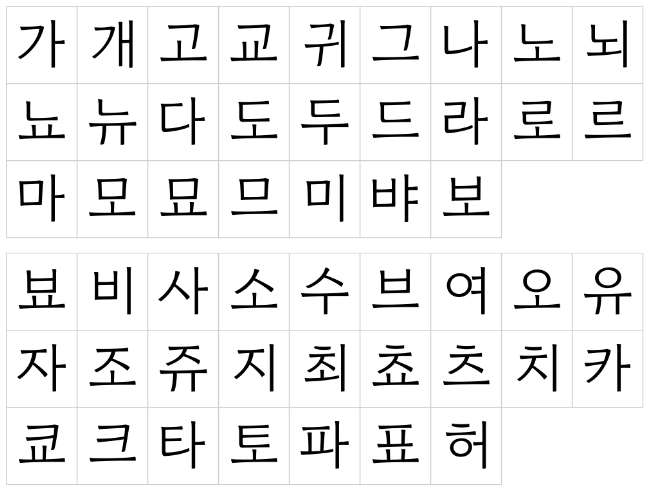 가 개 고 교 귀 그 나 노 뇌
뇨 뉴 다 도 두 드 라 로 르
마 모 묘 므 미 뱌 보
뵤 비 사 소 수 브 여 오 유
자 조 쥬 지 최 쵸 츠 치 카
쿄 크 타 토 파 표 허